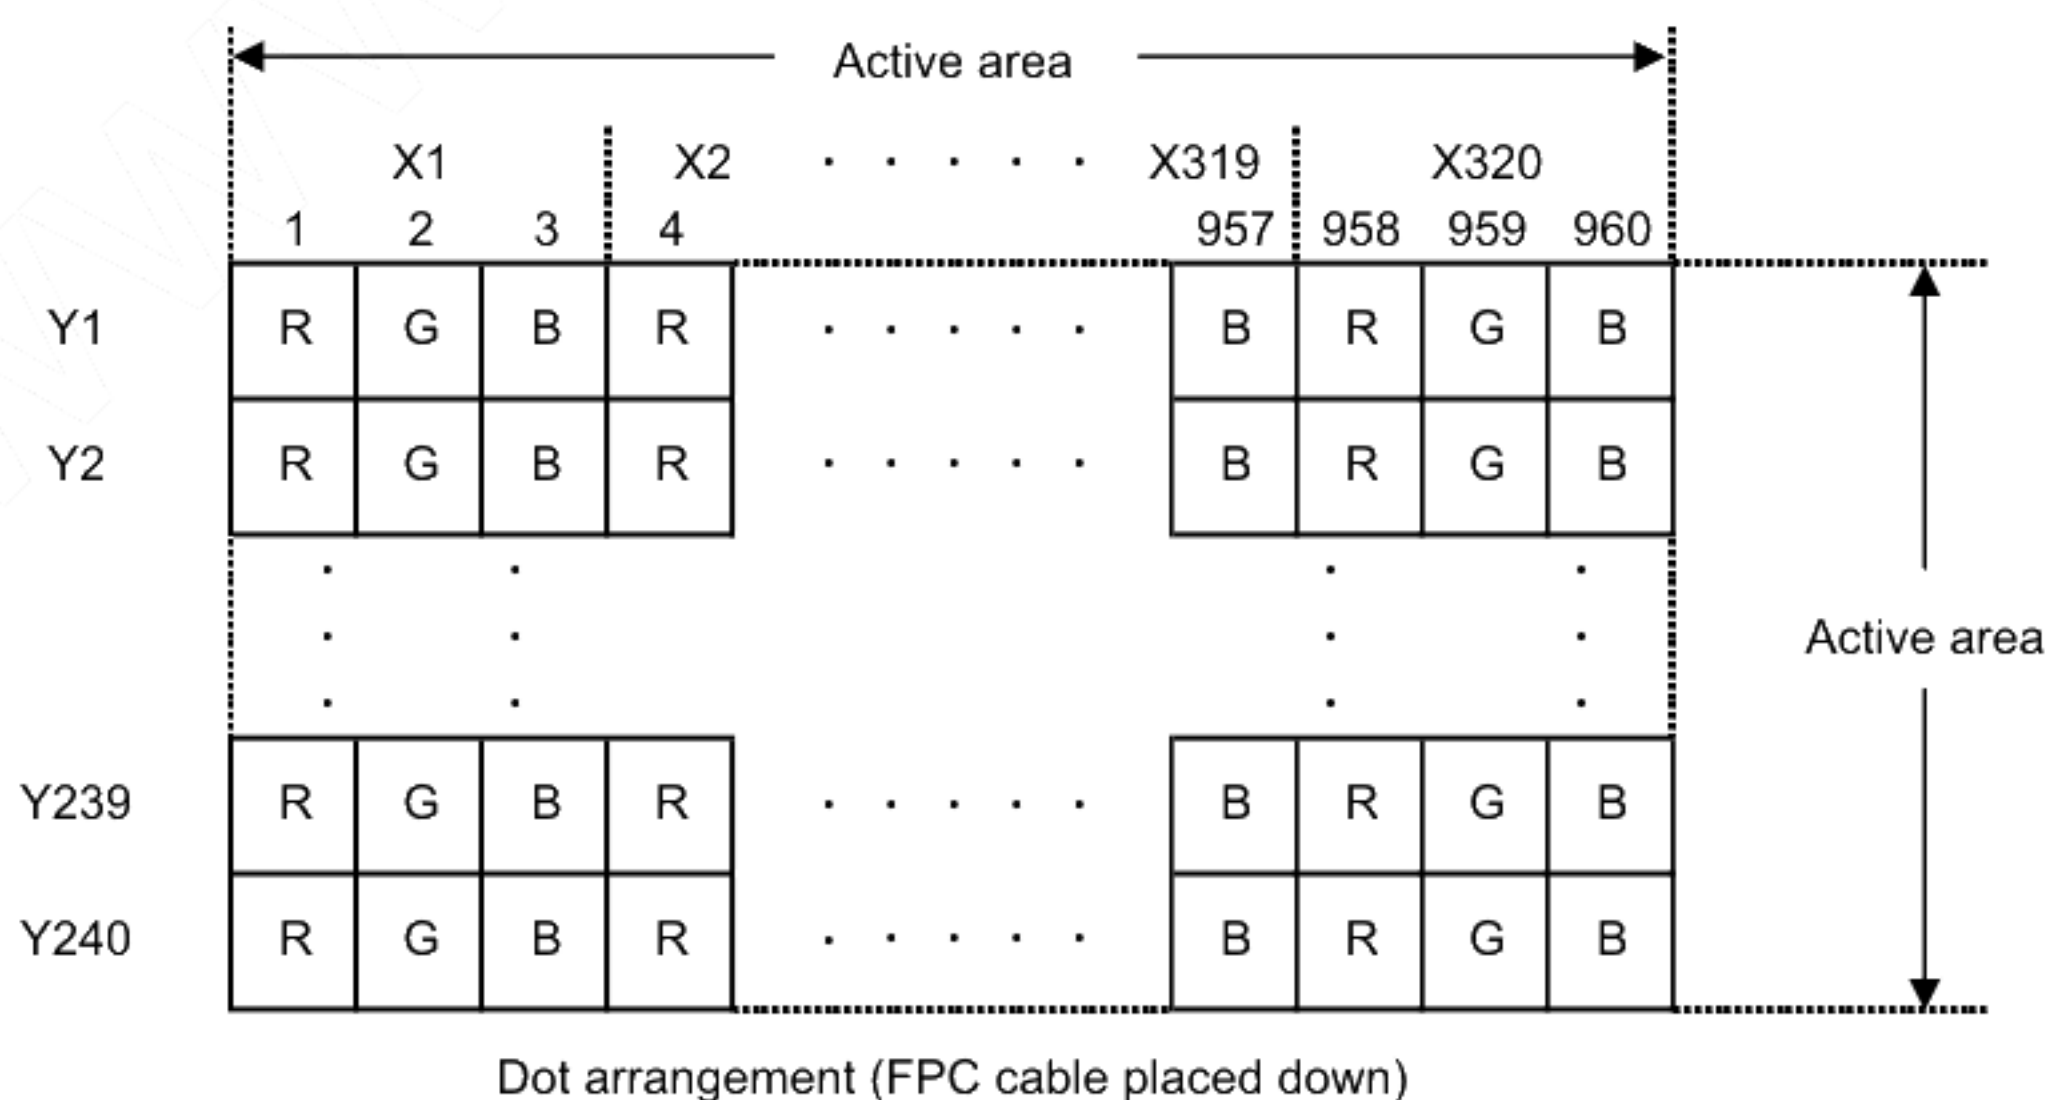 Active area
X1 X2 . . . . . X319 X320
1 2 3 4 957 958 959 960
Y1 R G B R . . . . . B R G B
Y2 R G B R . . . . . B R G B
Active area
Y239 R G B R . . . . . B R G B
Y240 R G B R . . . . . B R G B
Dot arrangement (FPC cable placed down)